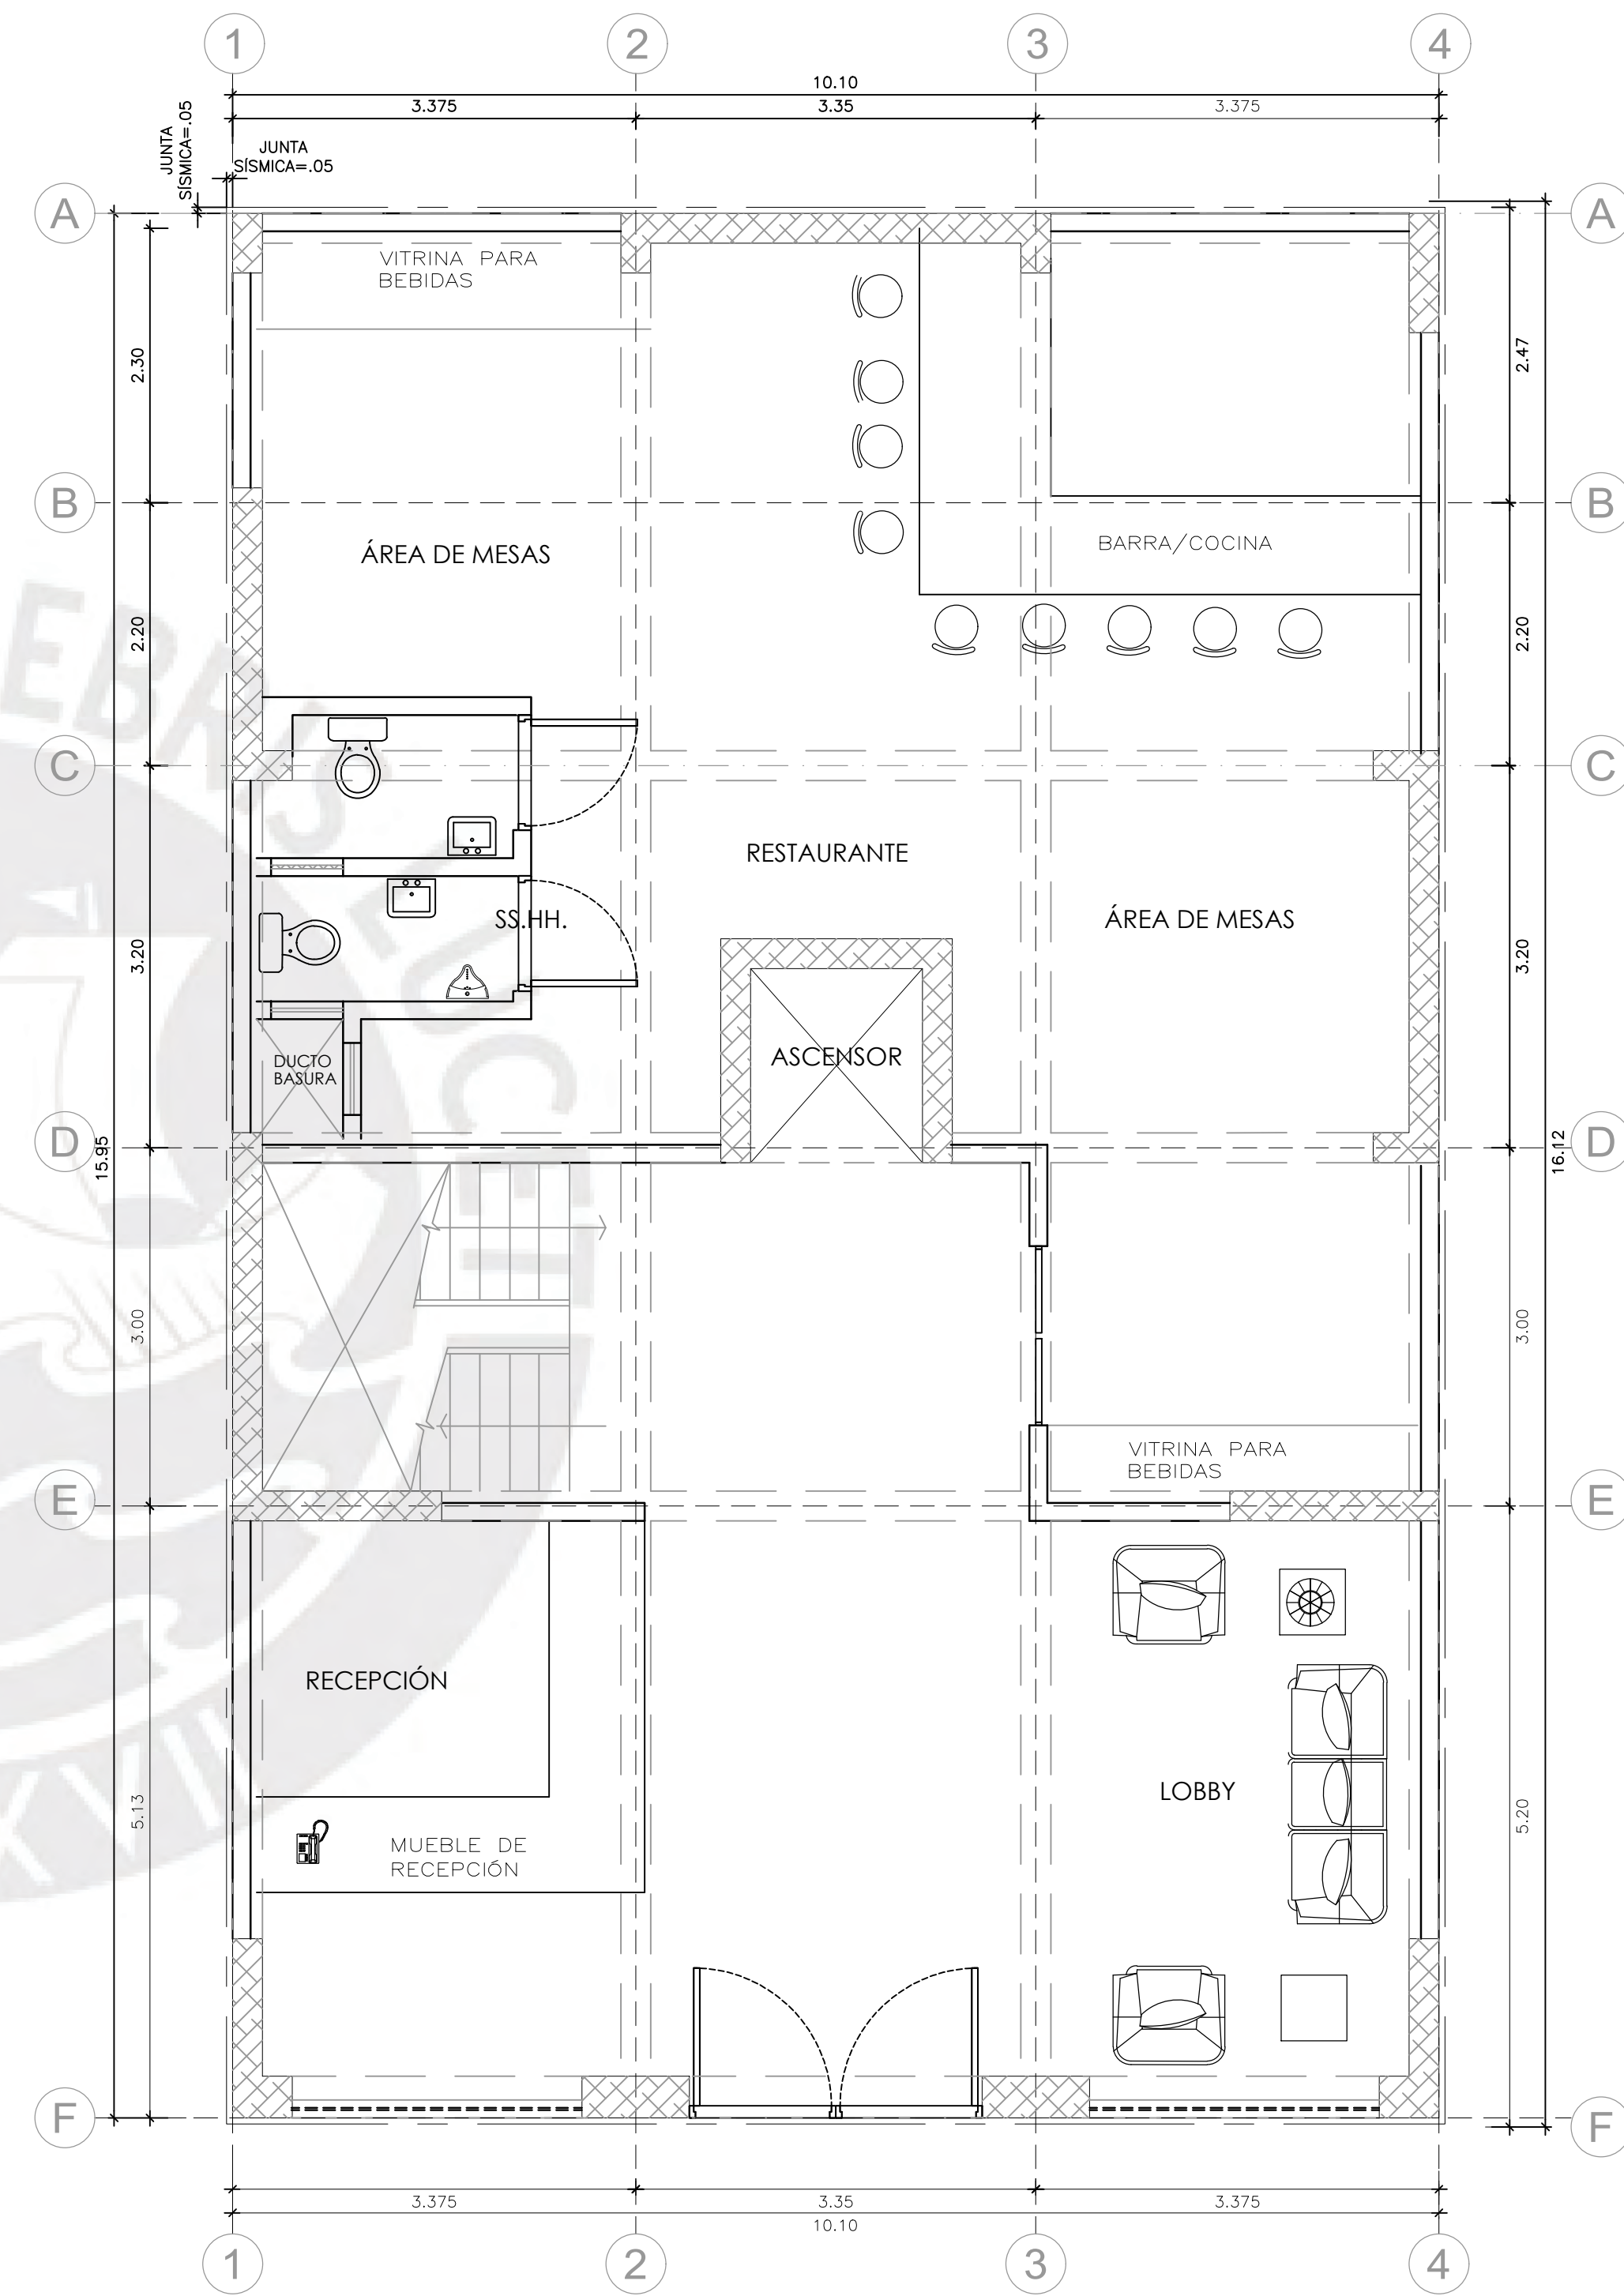 1 2 3 4
10.10
3.375 3.35 3.375
JUNTA
SÍSMICA=.05
JUNTA
SÍSMICA=.05
A A
VITRINA PARA
BEBIDAS
2.30 2.47
B B
BARRA/COCINA
ÁREA DE MESAS
2.20 2.20
C C
RESTAURANTE
SS.HH.
ÁREA DE MESAS
3.20 3.20
ASCENSOR
DUCTO
BASURA
D D
15.95 16.12
3.00 3.00
VITRINA PARA
BEBIDAS
E E
RECEPCIÓN
LOBBY
5.13 5.20
MUEBLE DE
RECEPCIÓN
F F
3.375 3.35 3.375
10.10
1 2 3 4